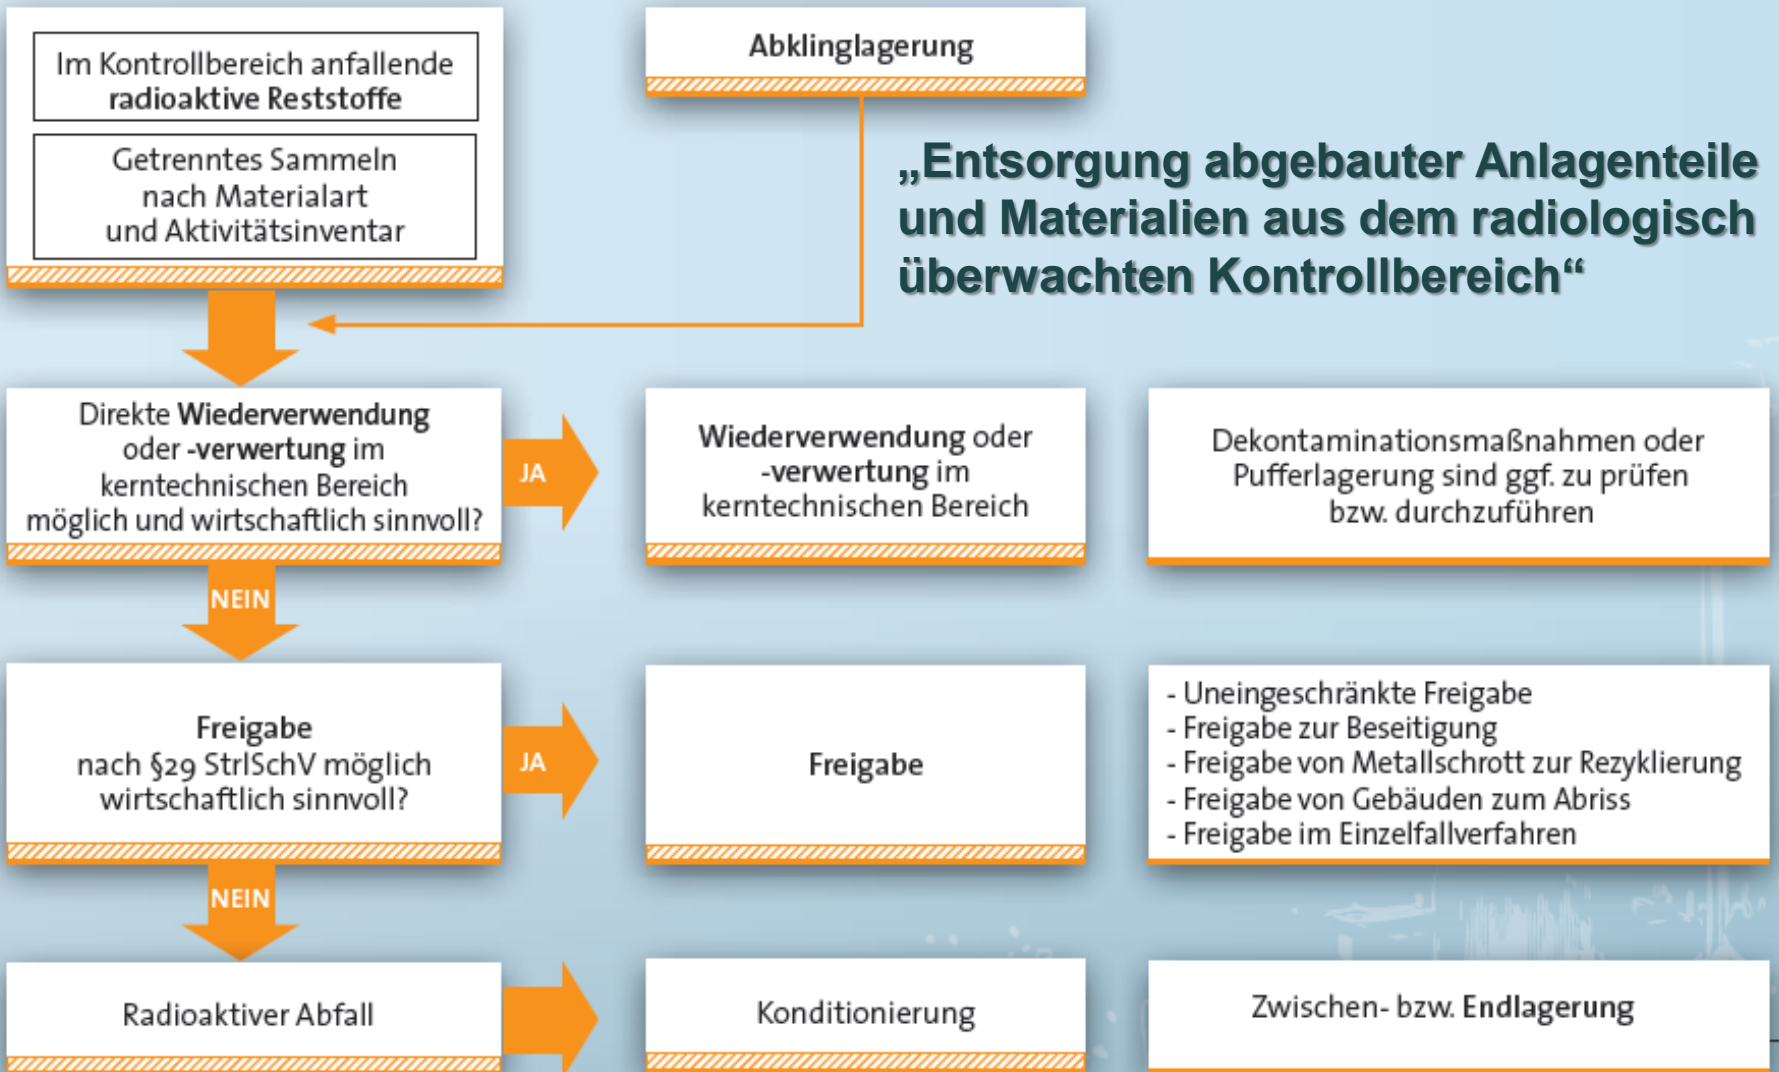 Im Kontrollbereich anfallende
radioaktive Reststoffe
Getrenntes Sammeln
nach Materialart
und Aktivitätsinventar
Abklinglagerung
„Entsorgung abgebauter Anlagenteile
und Materialien aus dem radiologisch
überwachten Kontrollbereich“
Direkte Wiederverwendung
oder -verwertung im
kerntechnischen Bereich
möglich und wirtschaftlich sinnvoll?
JA
Wiederverwendung oder
-verwertung im
kerntechnischen Bereich
Dekontaminationsmaßnahmen oder
Pufferlagerung sind ggf. zu prüfen
bzw. durchzuführen
NEIN
Freigabe
nach §29 StrlSchV möglich
wirtschaftlich sinnvoll?
JA
Freigabe
- Uneingeschränkte Freigabe
- Freigabe zur Beseitigung
- Freigabe von Metallschrott zur Rezyklierung
- Freigabe von Gebäuden zum Abriss
- Freigabe im Einzelfallverfahren
NEIN
Radioaktiver Abfall
Konditionierung
Zwischen- bzw. Endlagerung